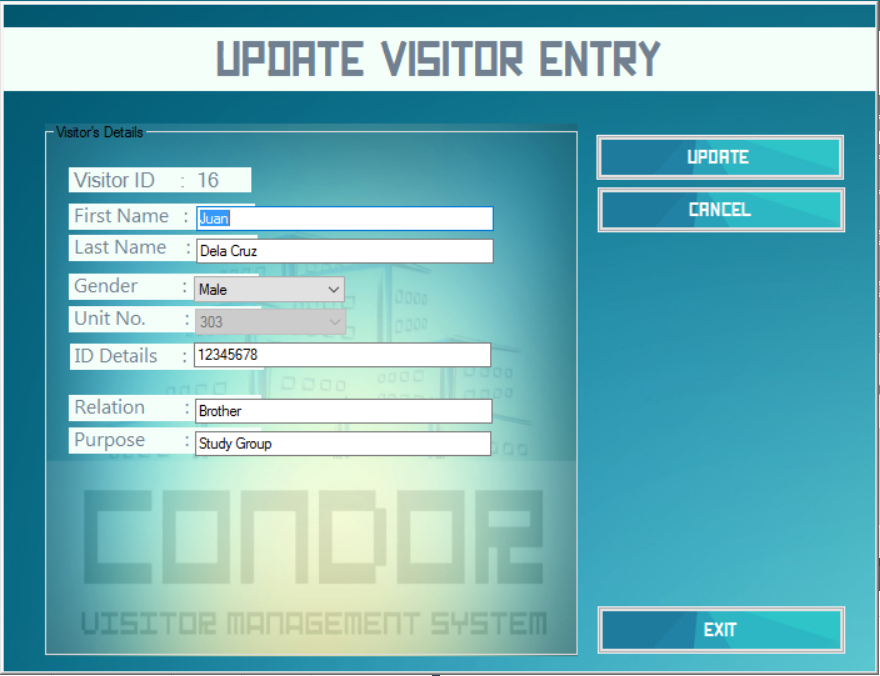 UPDATE VISITOR ENTRY
Visitor's Details
Visitor ID : 16
First Name : Juan
Last Name : Dela Cruz
Gender : Male
Unit No. : 303
ID Details : 12345678
Relation : Brother
Purpose : Study Group
CONDOR
VISITOR MANAGEMENT SYSTEM
UPDATE
CANCEL
EXIT